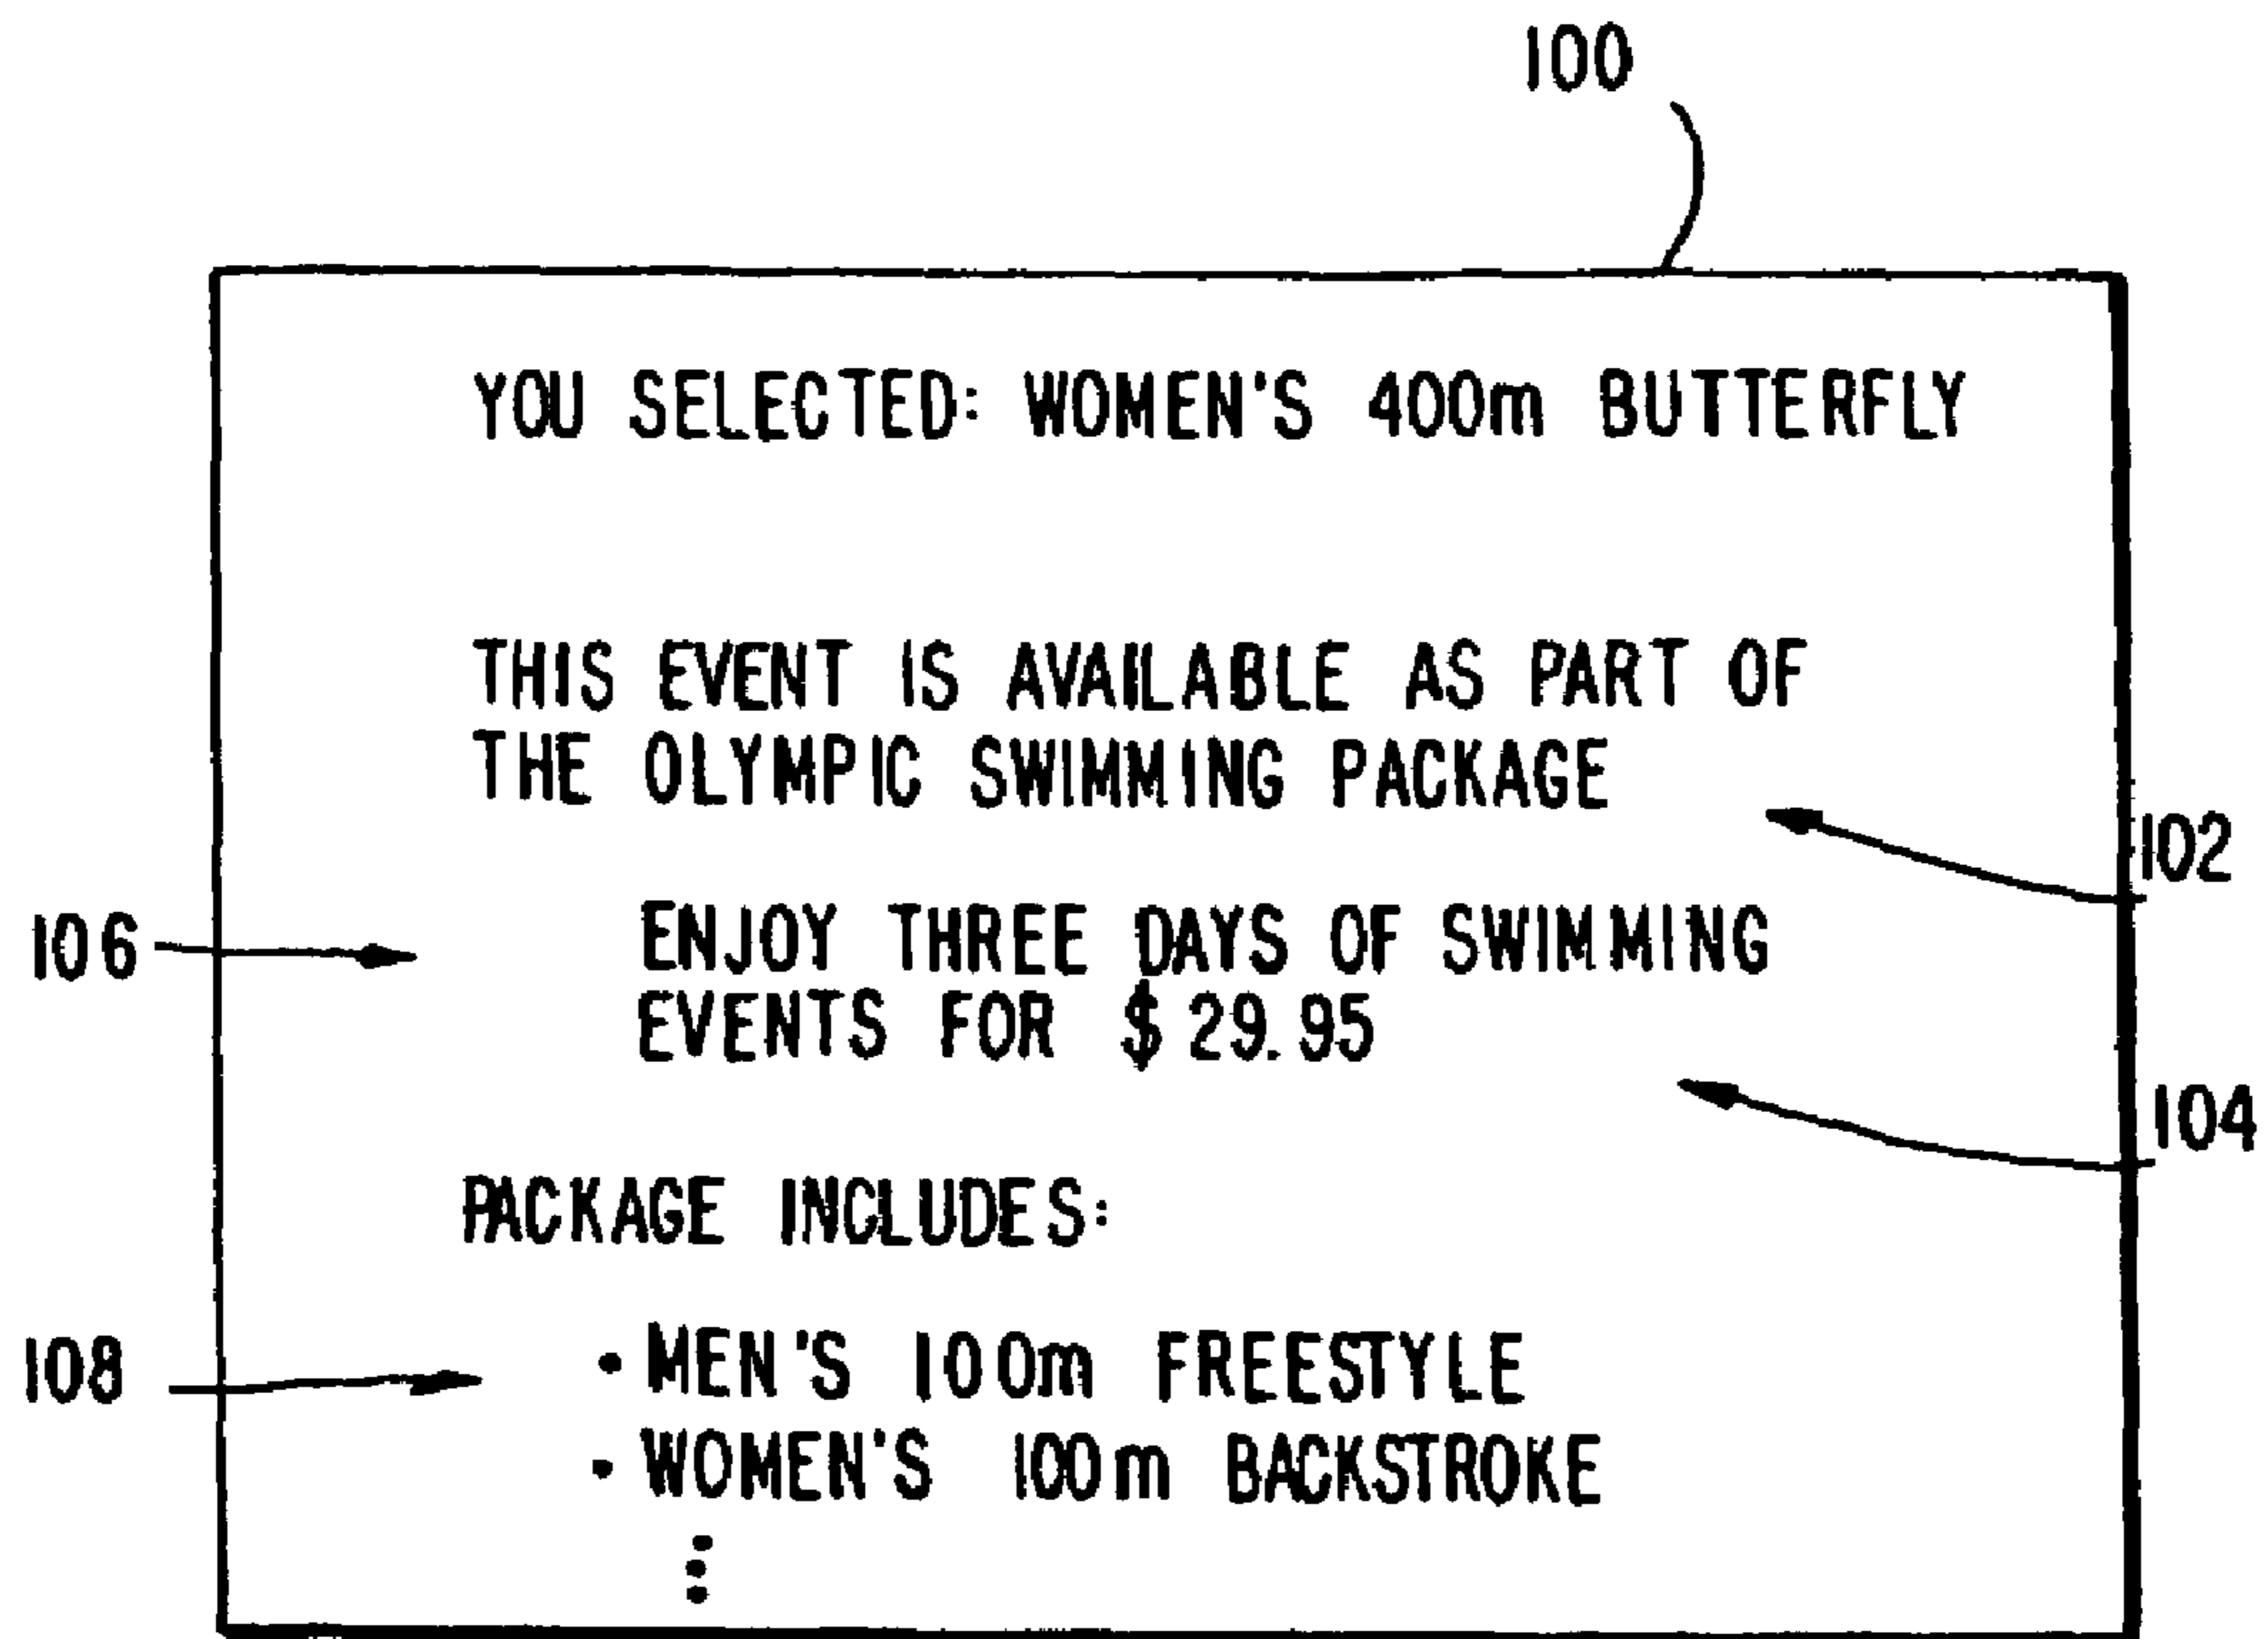 100
YOU SELECTED: WOMEN'S 400m BUTTERFLY
THIS EVENT IS AVAILABLE AS PART OF
THE OLYMPIC SWIMMING PACKAGE
102
106
ENJOY THREE DAYS OF SWIMMING
EVENTS FOR $ 29.95
104
PACKAGE INCLUDES:
108
• MEN'S 100m FREESTYLE
• WOMEN'S 100m BACKSTROKE